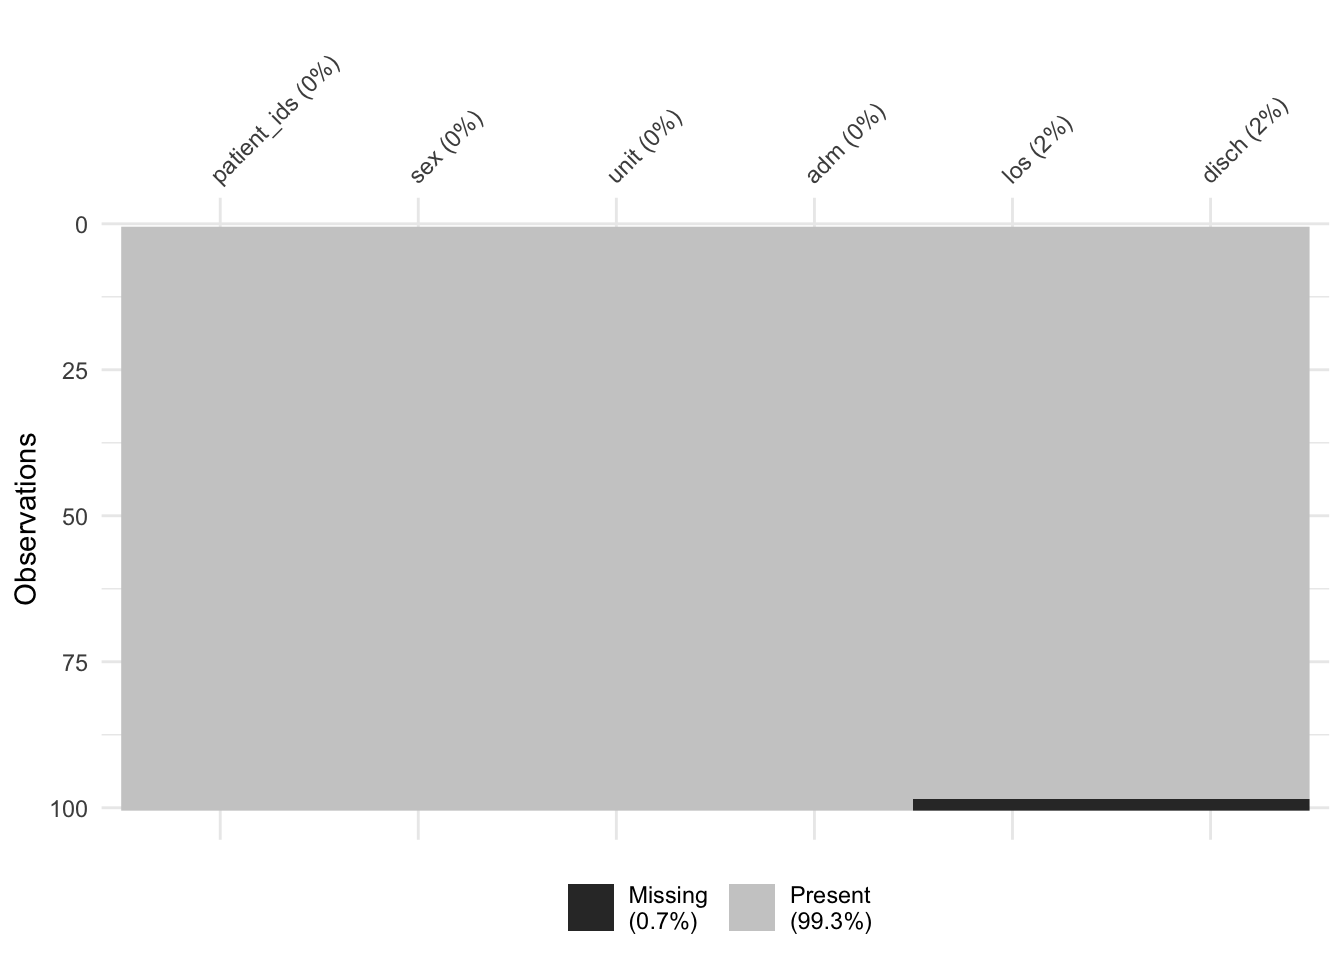 patient_ids (0%)
sex (0%)
unit (0%)
adm (0%)
los (2%)
disch (2%)
0
25
50
75
100
Observations
Missing
(0.7%)
Present
(99.3%)